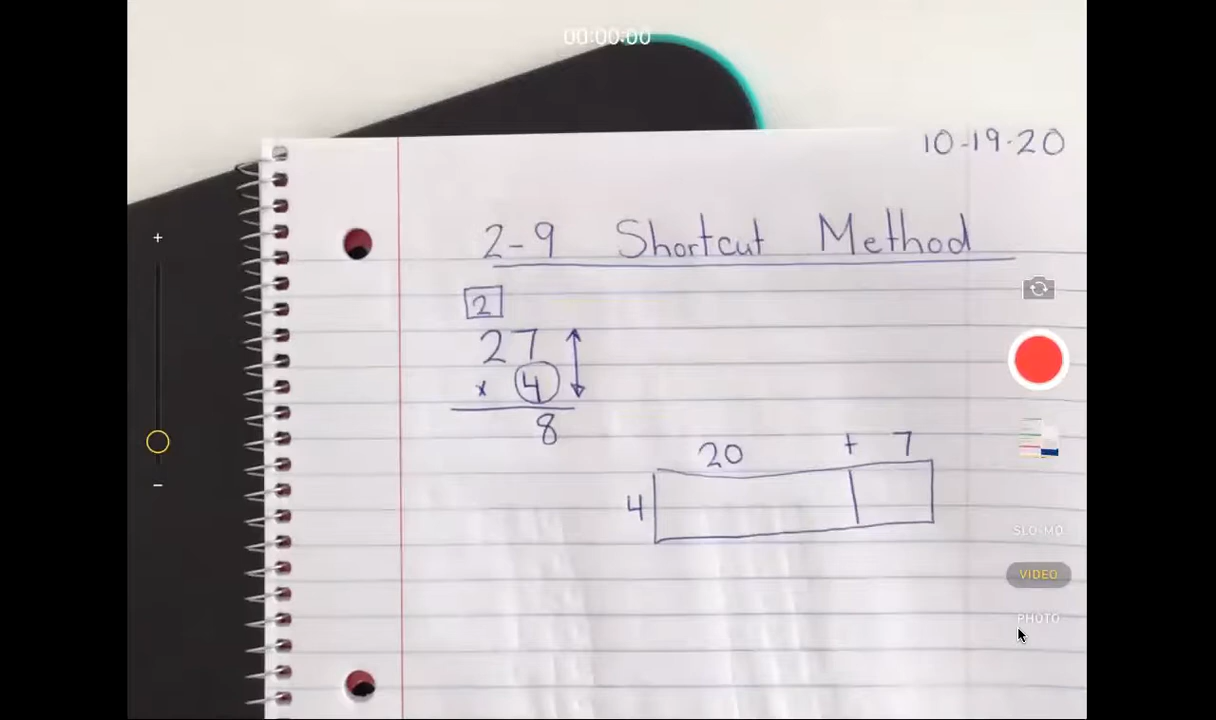 00:00:00
10-19-20
2-9 Shortcut Method
2
27
x 4
8
20 + 7
4
SLO-MO
VIDEO
PHOTO